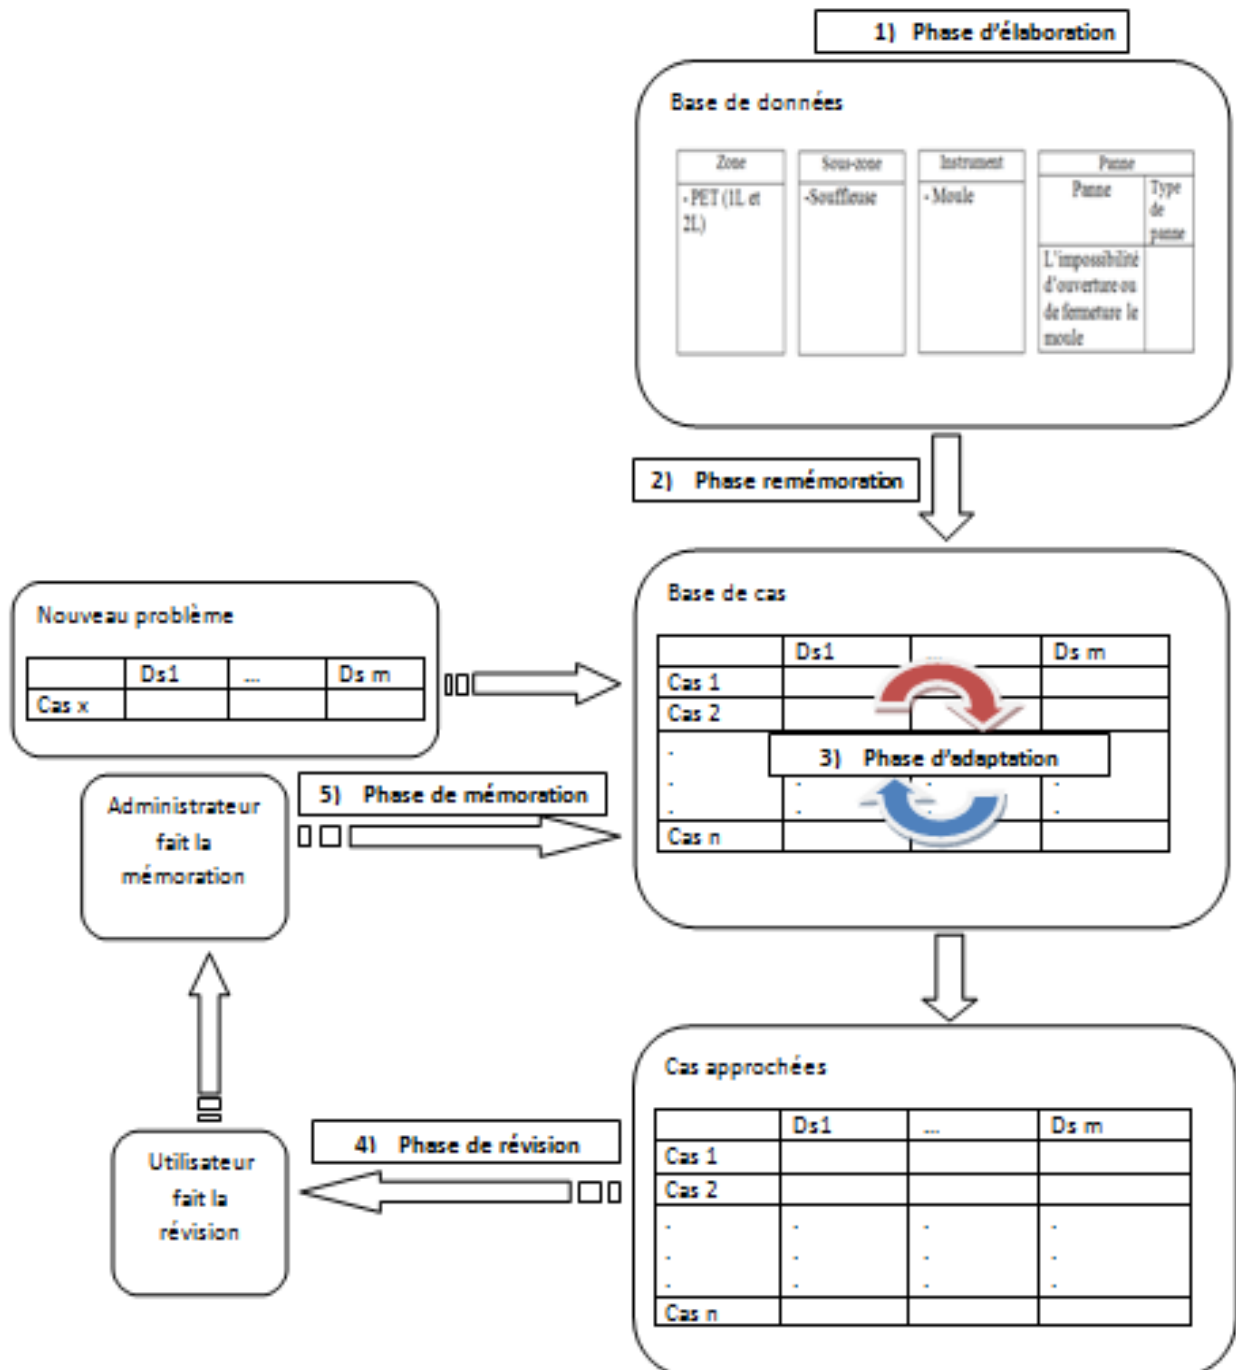 1) Phase d'élaboration
Base de données
Zone
- PET (1L et
2L)
Sous-zone
-Souffleuse
Instrument
- Moule
Panne
Panne
Type
de
panne
L'impossibilité
d'ouverture ou
de fermeture le
moule
2) Phase remémoration
Nouveau problème
Ds1 ... Ds m
Cas x
Base de cas
Ds1 ... Ds m
Cas 1
Cas 2
.
. . . .
. . . .
Cas n
3) Phase d'adaptation
5) Phase de mémoration
Administrateur
fait la
mémoration
Cas approchées
Ds1 ... Ds m
Cas 1
Cas 2
. . . .
. . . .
. . . .
Cas n
4) Phase de révision
Utilisateur
fait la
révision